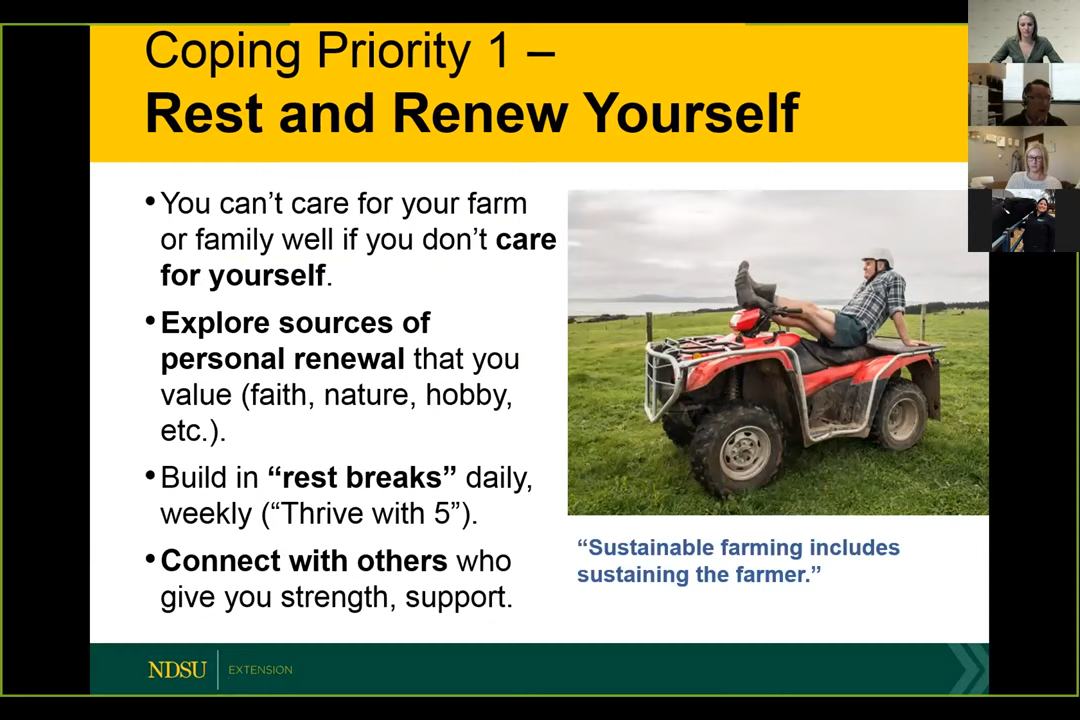 Coping Priority 1 –
Rest and Renew Yourself
•You can’t care for your farm
or family well if you don’t care
for yourself.
•Explore sources of
personal renewal that you
value (faith, nature, hobby,
etc.).
•Build in “rest breaks” daily,
weekly (“Thrive with 5”).
•Connect with others who
give you strength, support.
“Sustainable farming includes
sustaining the farmer.”
NDSU EXTENSION